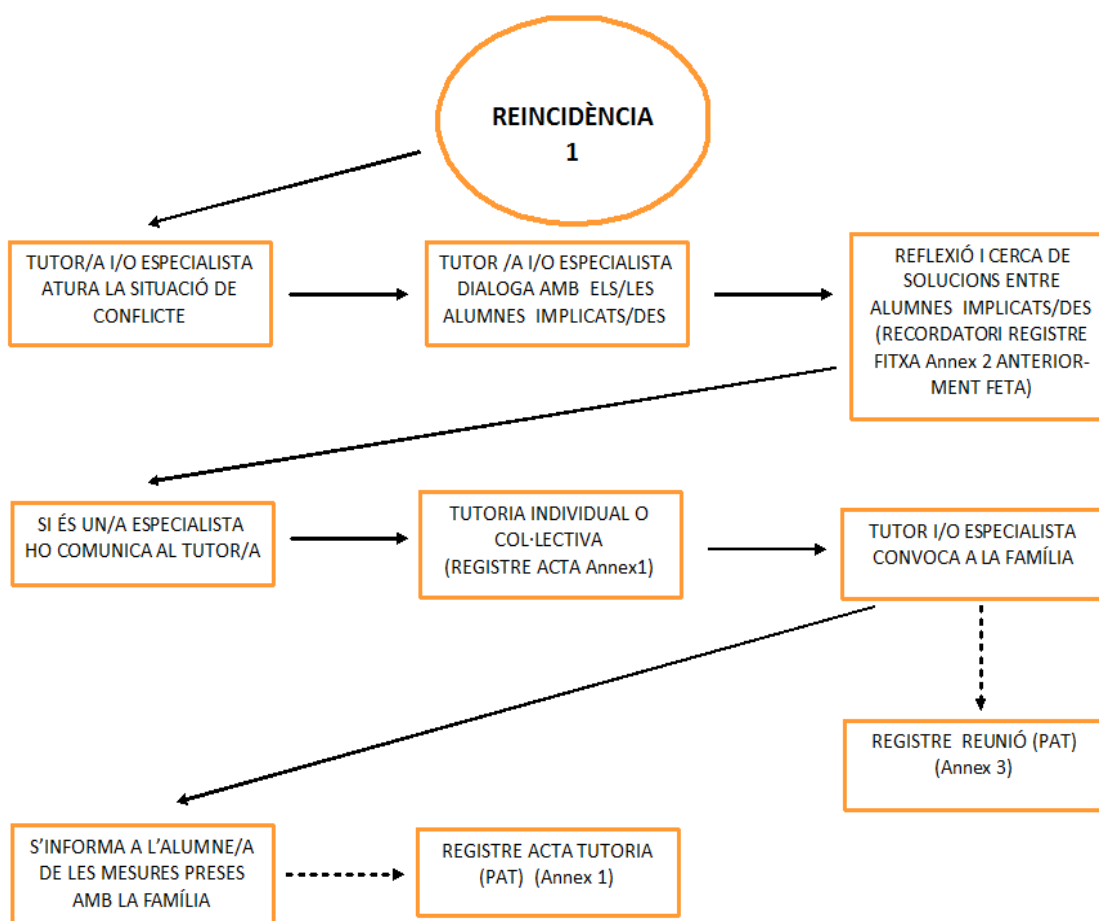 REINCIDÈNCIA
1
TUTOR/A I/O ESPECIALISTA
ATURA LA SITUACIÓ DE
CONFLICTE
TUTOR /A I/O ESPECIALISTA
DIALOGA AMB ELS/LES
ALUMNES IMPLICATS/DES
REFLEXIÓ I CERCA DE
SOLUCIONS ENTRE
ALUMNES IMPLICATS/DES
(RECORDATORI REGISTRE
FITXA Annex 2 ANTERIOR-
MENT FETA)
SI ÉS UN/A ESPECIALISTA
HO COMUNICA AL TUTOR/A
TUTORIA INDIVIDUAL O
COL·LECTIVA
(REGISTRE ACTA Annex1)
TUTOR I/O ESPECIALISTA
CONVOCA A LA FAMÍLIA
REGISTRE REUNIÓ (PAT)
(Annex 3)
S'INFORMA A L'ALUMNE/A
DE LES MESURES PRESES
AMB LA FAMÍLIA
REGISTRE ACTA TUTORIA
(PAT) (Annex 1)